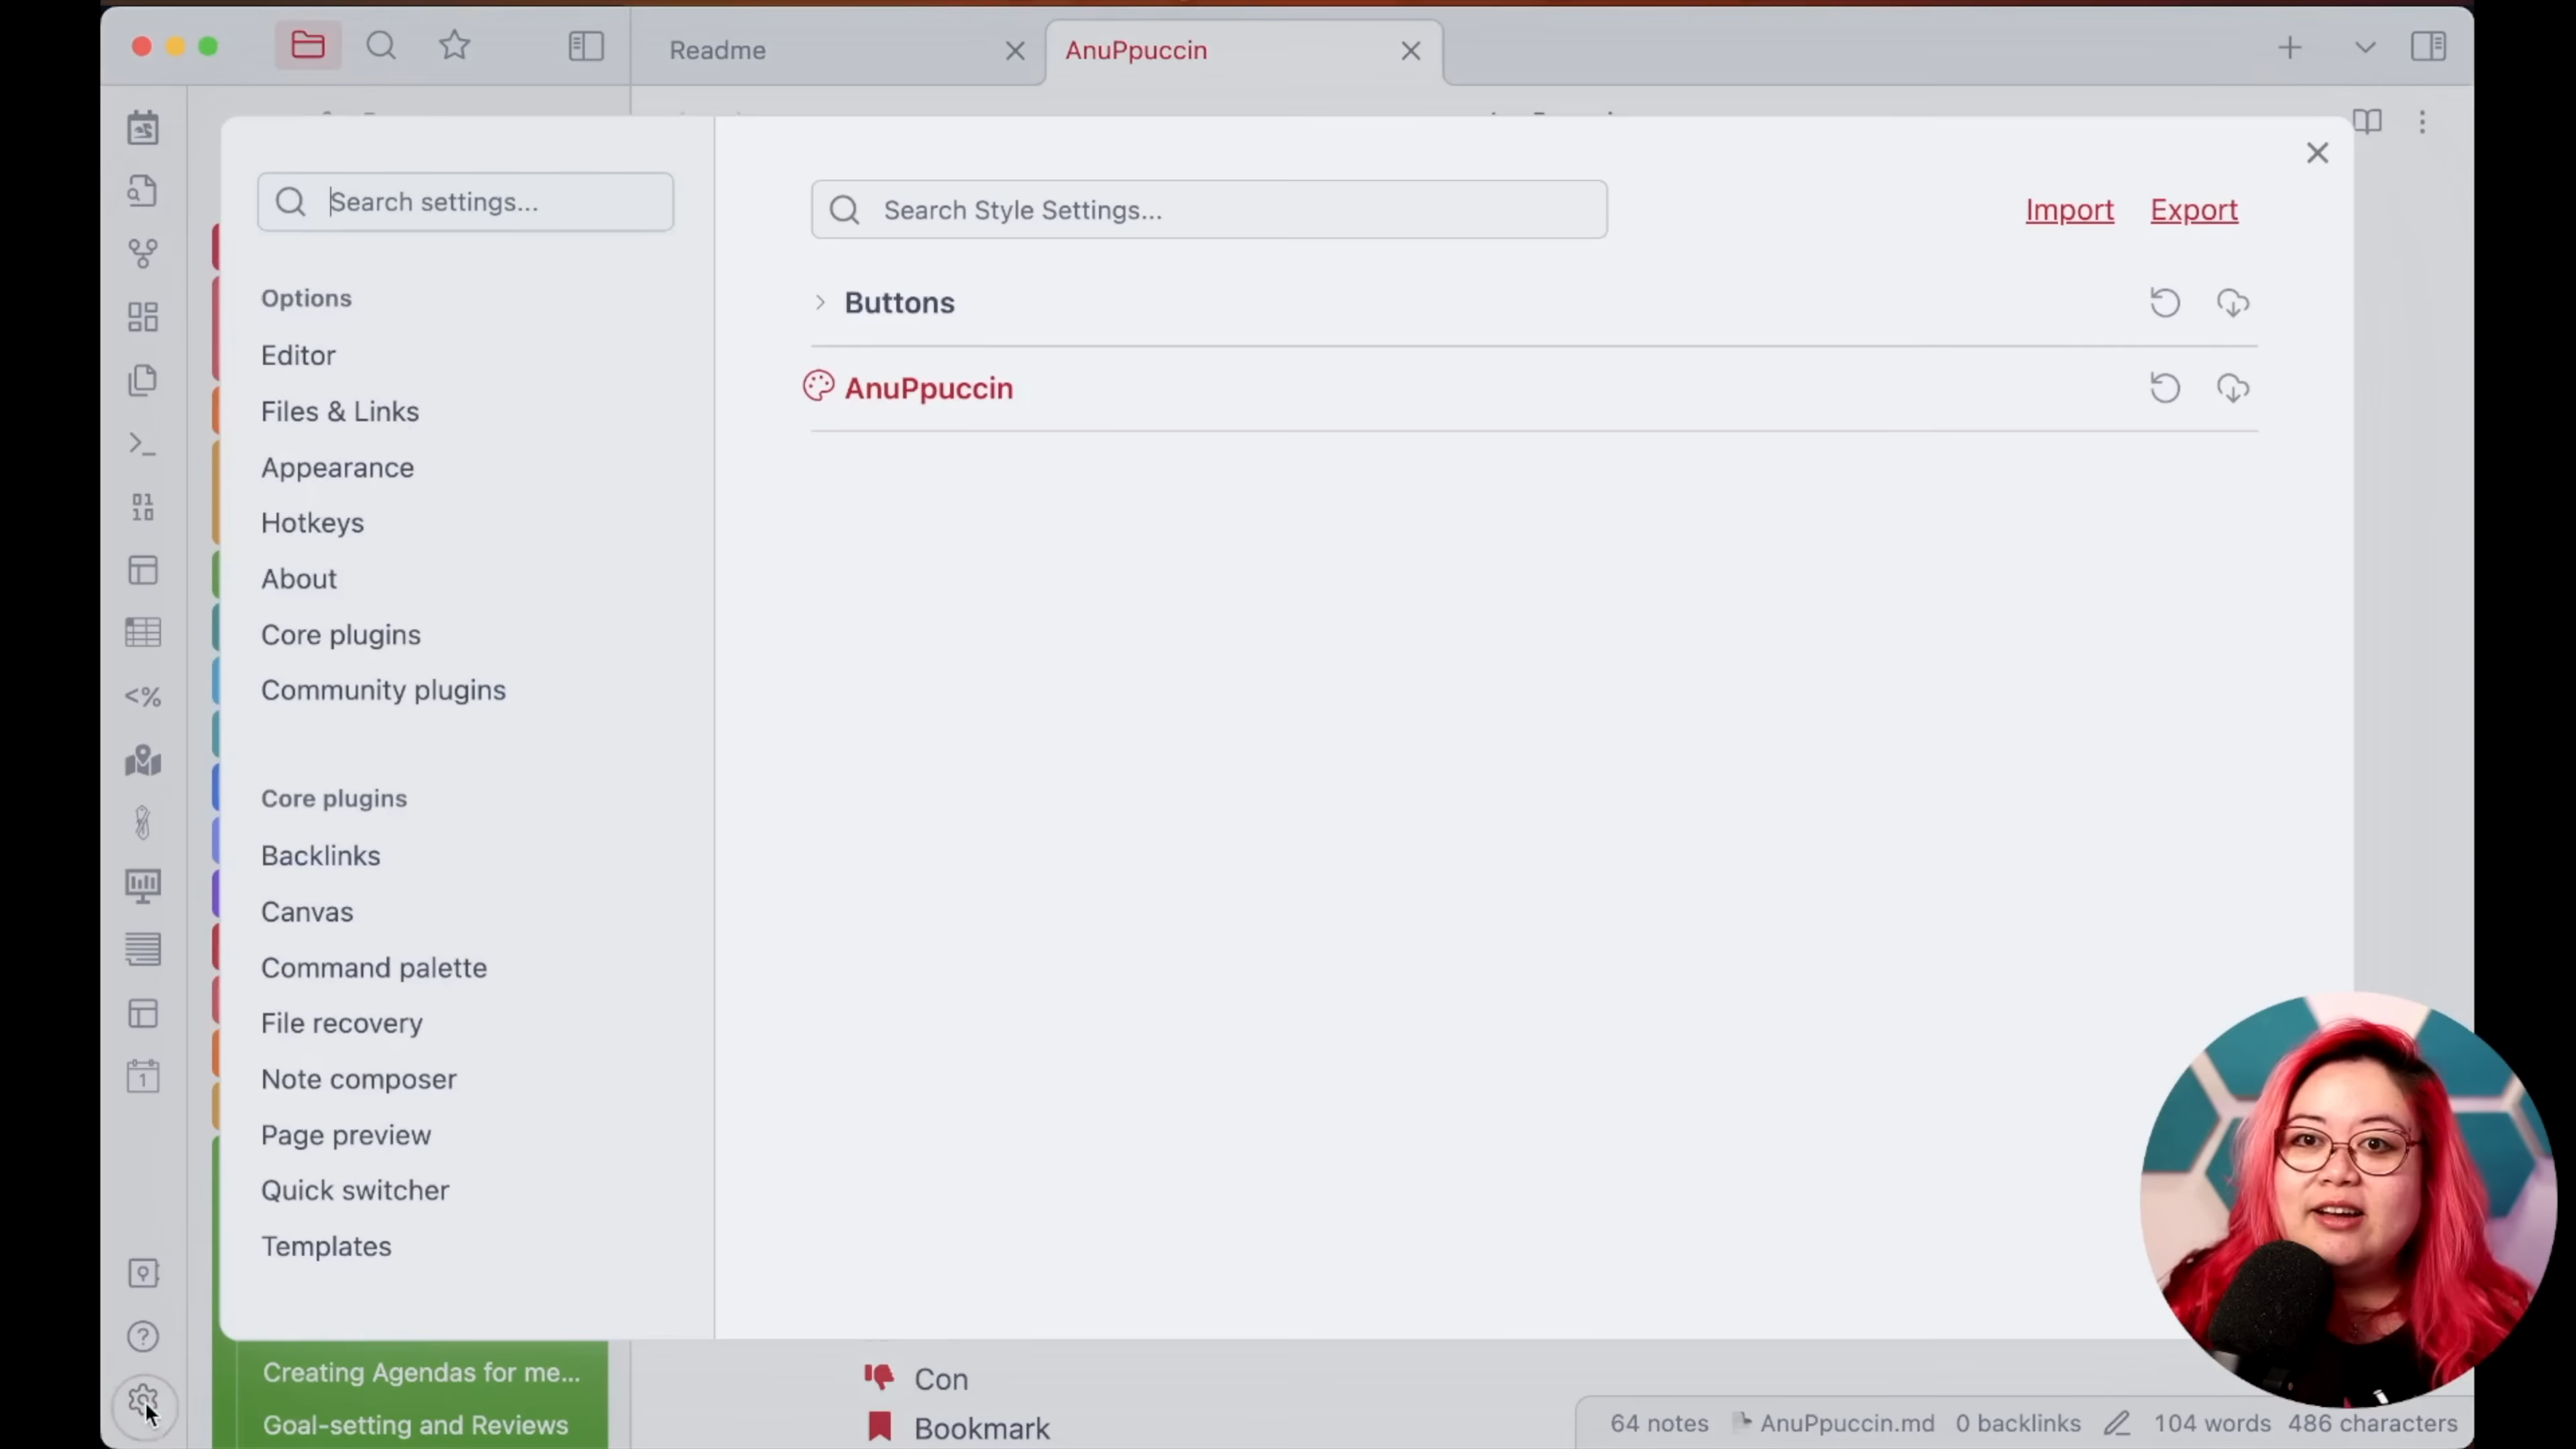 Readme
AnuPpuccin
Search settings...
Options
Editor
Files & Links
Appearance
Hotkeys
About
Core plugins
Community plugins
Core plugins
Backlinks
Canvas
Command palette
File recovery
Note composer
Page preview
Quick switcher
Templates
Search Style Settings...
Import
Export
Buttons
AnuPpuccin
Creating Agendas for me...
Goal-setting and Reviews
Con
Bookmark
64 notes AnuPpuccin.md 0 backlinks 104 words 486 characters